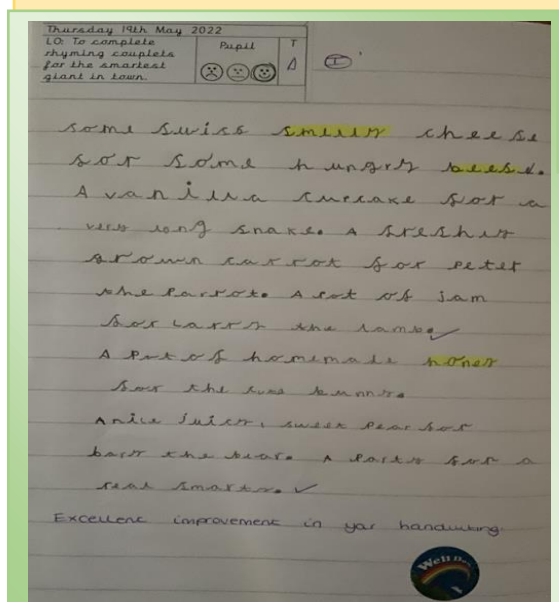 Thursday 19th May 2022
LO: To complete
rhyming couplets
for the smartest
giant in town.
Pupil
T
Δ
I
some swiss smelly cheese
for some hungry bees.
A vanilla cupcake for a
very long snake. A freshly
grown carrot for peter
the parrot. A pot of jam
for larry the lamb. ✓
A pot of homemade honey
for the bunny.
A nice juicy, sweet pear for
the bear. A party for a
real smarty. ✓
Excellent improvement in your handwriting.
Well Done